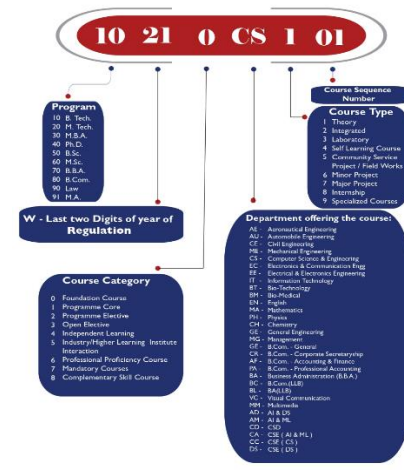 10 21 0 CS 1 01
Course Sequence
Number
Program
10 B. Tech.
20 M. Tech.
30 M.B.A.
40 Ph.D.
50 B.Sc.
60 M.Sc.
70 B.B.A.
80 B.Com.
90 Law
91 M.A.
Course Type
1 Theory
2 Integrated
3 Laboratory
4 Self Learning Course
5 Community Service
Project / Field Works
6 Minor Project
7 Major Project
8 Internship
9 Specialized Courses
W - Last two Digits of year of
Regulation
Department offering the course:
AE - Aeronautical Engineering
AU - Automobile Engineering
CE - Civil Engineering
ME - Mechanical Engineering
CS - Computer Science & Engineering
EC - Electronics & Communication Engg
EE - Electrical & Electronics Engineering
IT - Information Technology
BT - Bio-Technology
BM - Bio-Medical
EN - English
MA - Mathematics
PH - Physics
CH - Chemistry
GE - General Engineering
MG - Management
GE - B.Com. - General
CR - B.Com. - Corporate Secretaryship
AF - B.Com. - Accounting & Finance
PA - B.Com. - Professional Accounting
BA - Business Administration (B.B.A.)
BC - B.Com.(LLB)
BL - BA(LLB)
VC - Visual Communication
MM - Multimedia
AD - AI & DS
AM - AI & ML
CD - CSD
CA - CSE ( AI & ML )
CC - CSE ( CS )
DS - CSE ( DS )
Course Category
0 Foundation Course
1 Programme Core
2 Programme Elective
3 Open Elective
4 Independent Learning
5 Industry/Higher Learning Institute
Interaction
6 Professional Proficiency Course
7 Mandatory Courses
8 Complementary Skill Course